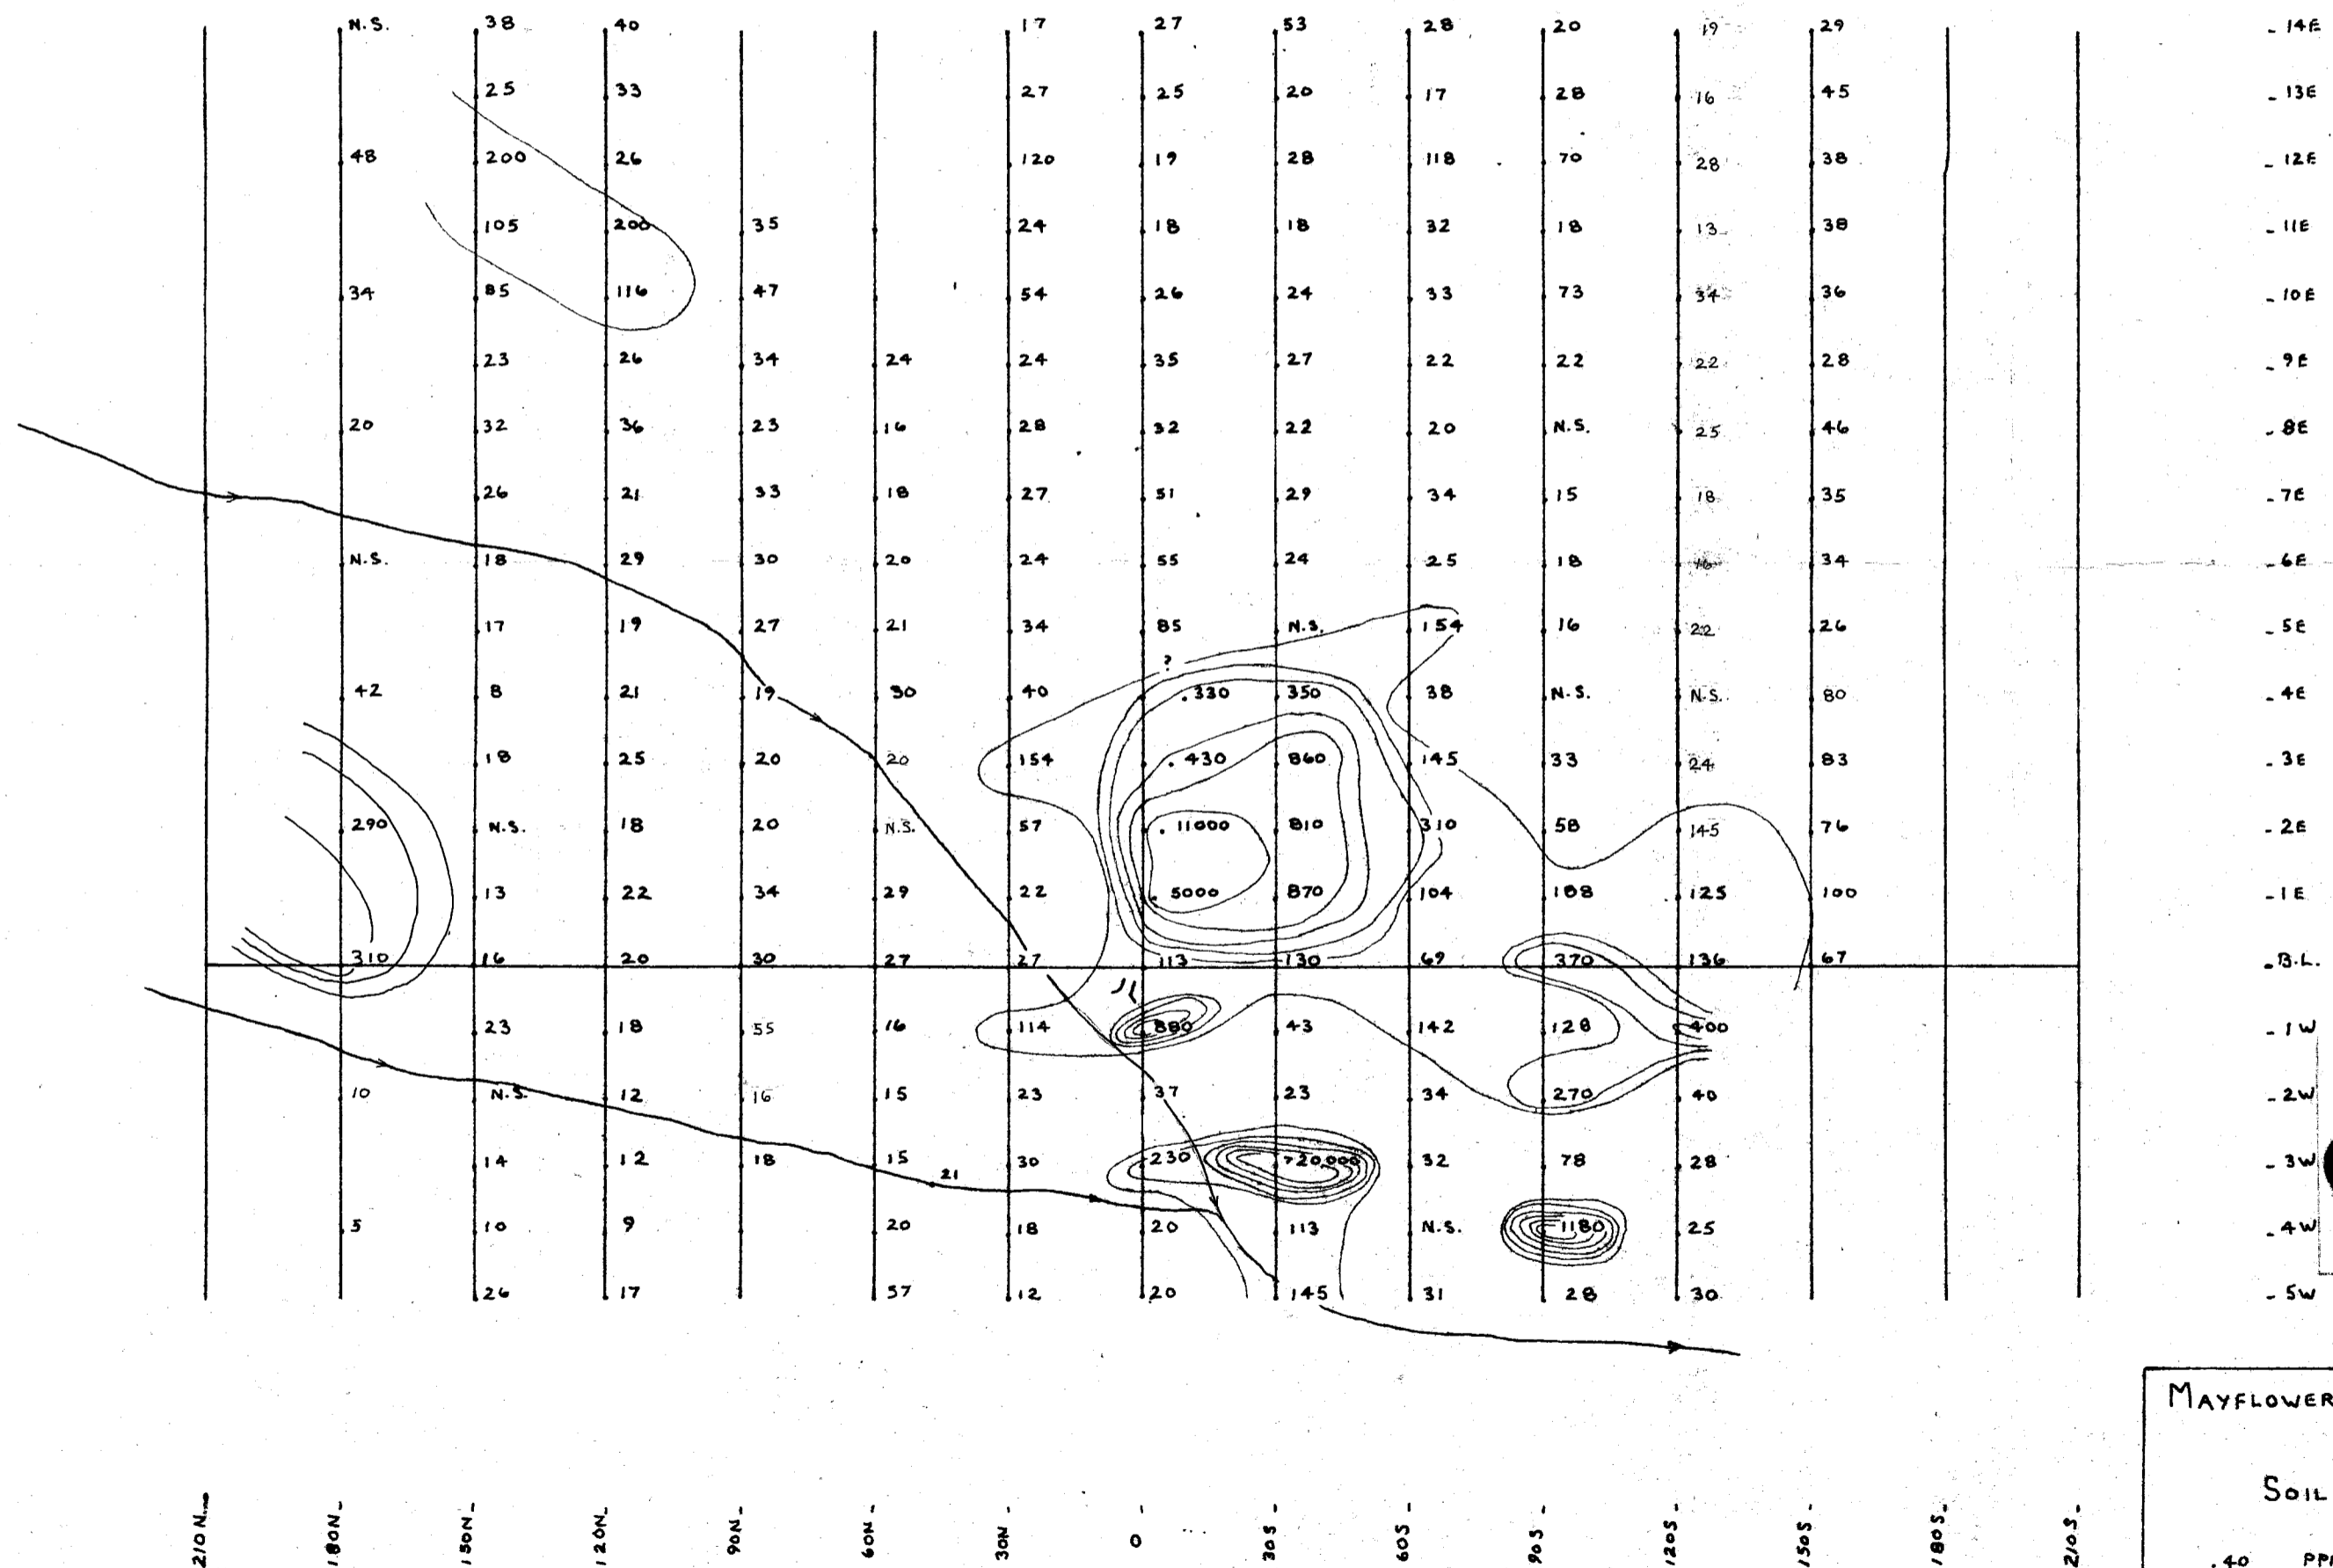 N.S. 38 40 17 27 53 28 20 19 29 - 14E
25 33 27 25 20 17 28 16 45 - 13E
48 200 26 120 19 28 118 70 28 38 - 12E
105 200 35 24 18 18 32 18 13 38 - 11E
34 85 116 47 54 26 24 33 73 34 36 - 10E
23 26 34 24 24 35 27 22 22 22 28 - 9E
20 32 36 23 16 28 32 22 20 N.S. 25 46 - 8E
26 21 33 18 27 51 29 34 15 18 35 - 7E
N.S. 18 29 30 20 24 55 24 25 18 16 34 - 6E
17 19 27 21 34 85 N.S. 154 16 22 26 - 5E
?
42 8 21 19 30 40 .330 350 38 N.S. N.S. 80 - 4E
18 25 20 20 154 .430 860 145 33 24 83 - 3E
290 N.S. 18 20 N.S. 57 .11000 810 310 58 145 76 - 2E
13 22 34 29 22 .5000 870 104 188 125 100 - 1E
310 16 20 30 27 27 113 130 69 370 136 67 - B.L.
23 18 55 16 114 880 43 142 128 400 - 1W
10 N.S. 12 16 15 23 37 23 34 270 40 - 2W
14 12 18 15 21 30 230 >20,000 32 78 28 - 3W
5 10 9 20 18 20 113 N.S. 1180 25 - 4W
26 17 57 12 20 145 31 28 30 - 5W
MAYFLOWER
SOIL
210N 180N 150N 120N 90N 60N 30N 0 30S 60S 90S 120S 150S 180S 210S
.40 PPM